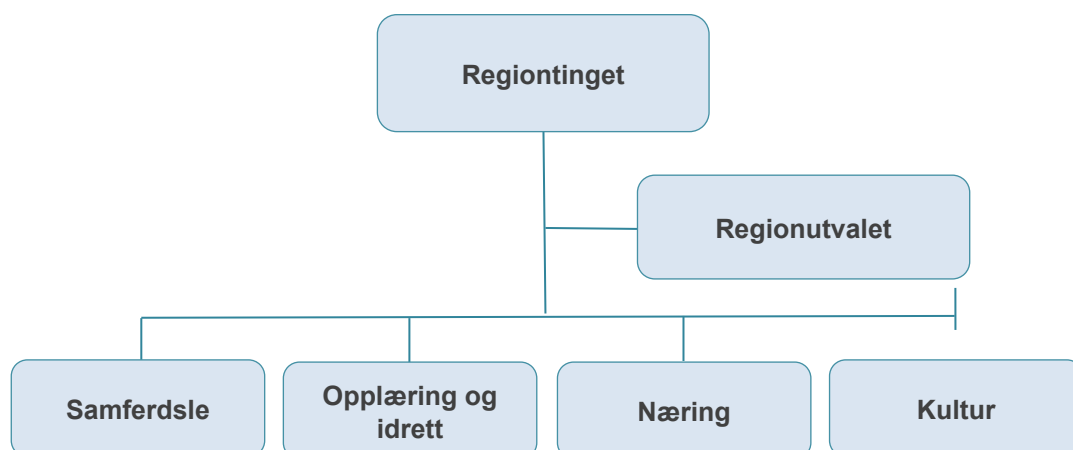 Regiontinget
Regionutvalet
Samferdsle
Opplæring og
idrett
Næring
Kultur